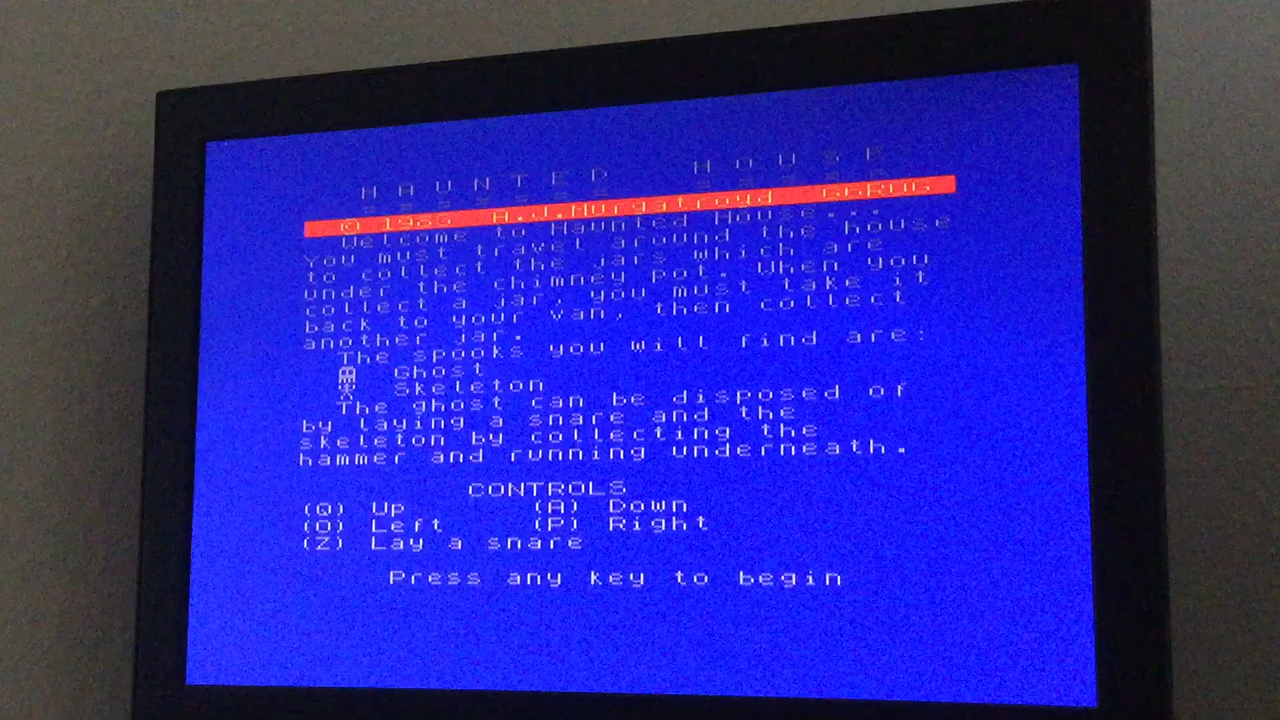 HAUNTED HOUSE
© 1983 A.J.Murgatroyd
Welcome to Haunted House...
You must travel around the house
to collect the jars which are
under the chimney pot. When you
collect a jar, you must take it
back to your van, then collect
another jar.
The spooks you will find are:
Ghost
Skeleton
The ghost can be disposed of
by laying a snare and the
skeleton by collecting the
hammer and running underneath.
CONTROLS
(Q) Up (A) Down
(O) Left (P) Right
(Z) Lay a snare
Press any key to begin